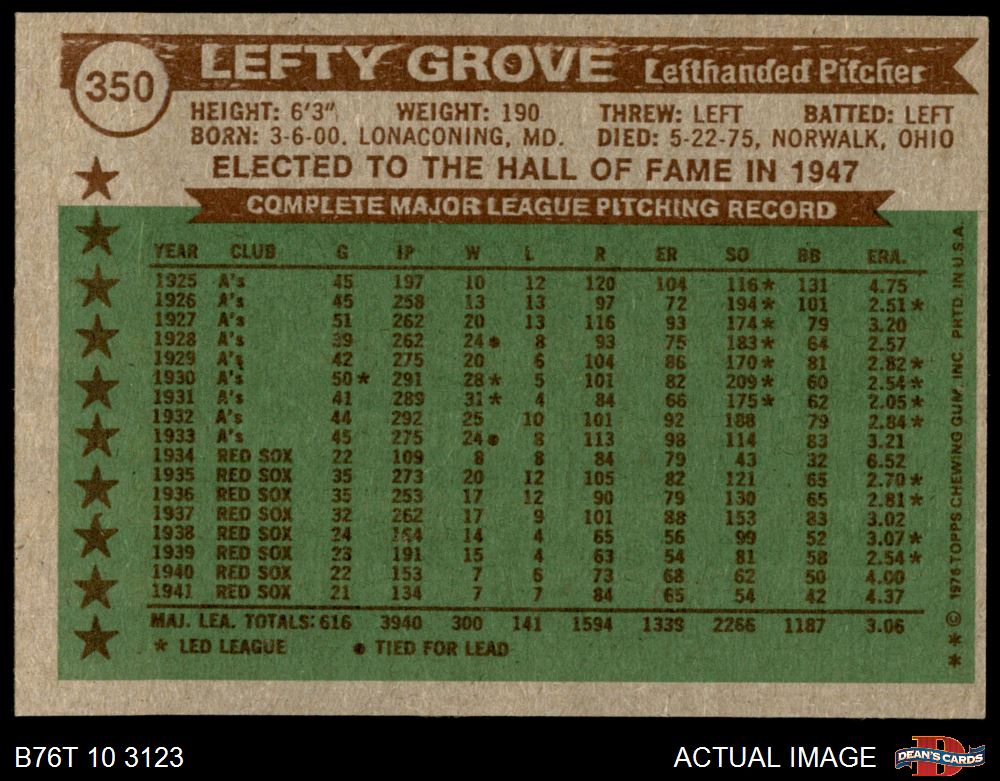 350
LEFTY GROVE Lefthanded Pitcher
HEIGHT: 6'3" WEIGHT: 190 THREW: LEFT BATTED: LEFT
BORN: 3-6-00. LONACONING, MD. DIED: 5-22-75, NORWALK, OHIO
ELECTED TO THE HALL OF FAME IN 1947
COMPLETE MAJOR LEAGUE PITCHING RECORD
YEAR CLUB G IP W L R ER SO BB ERA.
1925 A's 45 197 10 12 120 104 116* 131 4.75
1926 A's 45 258 13 13 97 72 194* 101 2.51*
1927 A's 51 262 20 13 116 93 174* 79 3.20
1928 A's 39 262 24● 8 93 75 183* 64 2.57
1929 A's 42 275 20 6 104 86 170* 81 2.82*
1930 A's 50* 291 28* 5 101 82 209* 60 2.54*
1931 A's 41 289 31* 4 84 66 175* 62 2.05*
1932 A's 44 292 25 10 101 92 188 79 2.84*
1933 A's 45 275 24● 8 113 98 114 83 3.21
1934 RED SOX 22 109 8 8 84 79 43 32 6.52
1935 RED SOX 35 273 20 12 105 82 121 65 2.70*
1936 RED SOX 35 253 17 12 90 79 130 65 2.81*
1937 RED SOX 32 262 17 9 101 88 153 83 3.02
1938 RED SOX 24 164 14 4 65 56 99 52 3.07*
1939 RED SOX 23 191 15 4 63 54 81 58 2.54*
1940 RED SOX 22 153 7 6 73 68 62 50 4.00
1941 RED SOX 21 134 7 7 84 65 54 42 4.37
MAJ. LEA. TOTALS: 616 3940 300 141 1594 1339 2266 1187 3.06
* LED LEAGUE ● TIED FOR LEAD
* * © 1976 TOPPS CHEWING GUM, INC. PRTD. IN U.S.A.
B76T 10 3123 ACTUAL IMAGE
D
DEAN'S CARDS